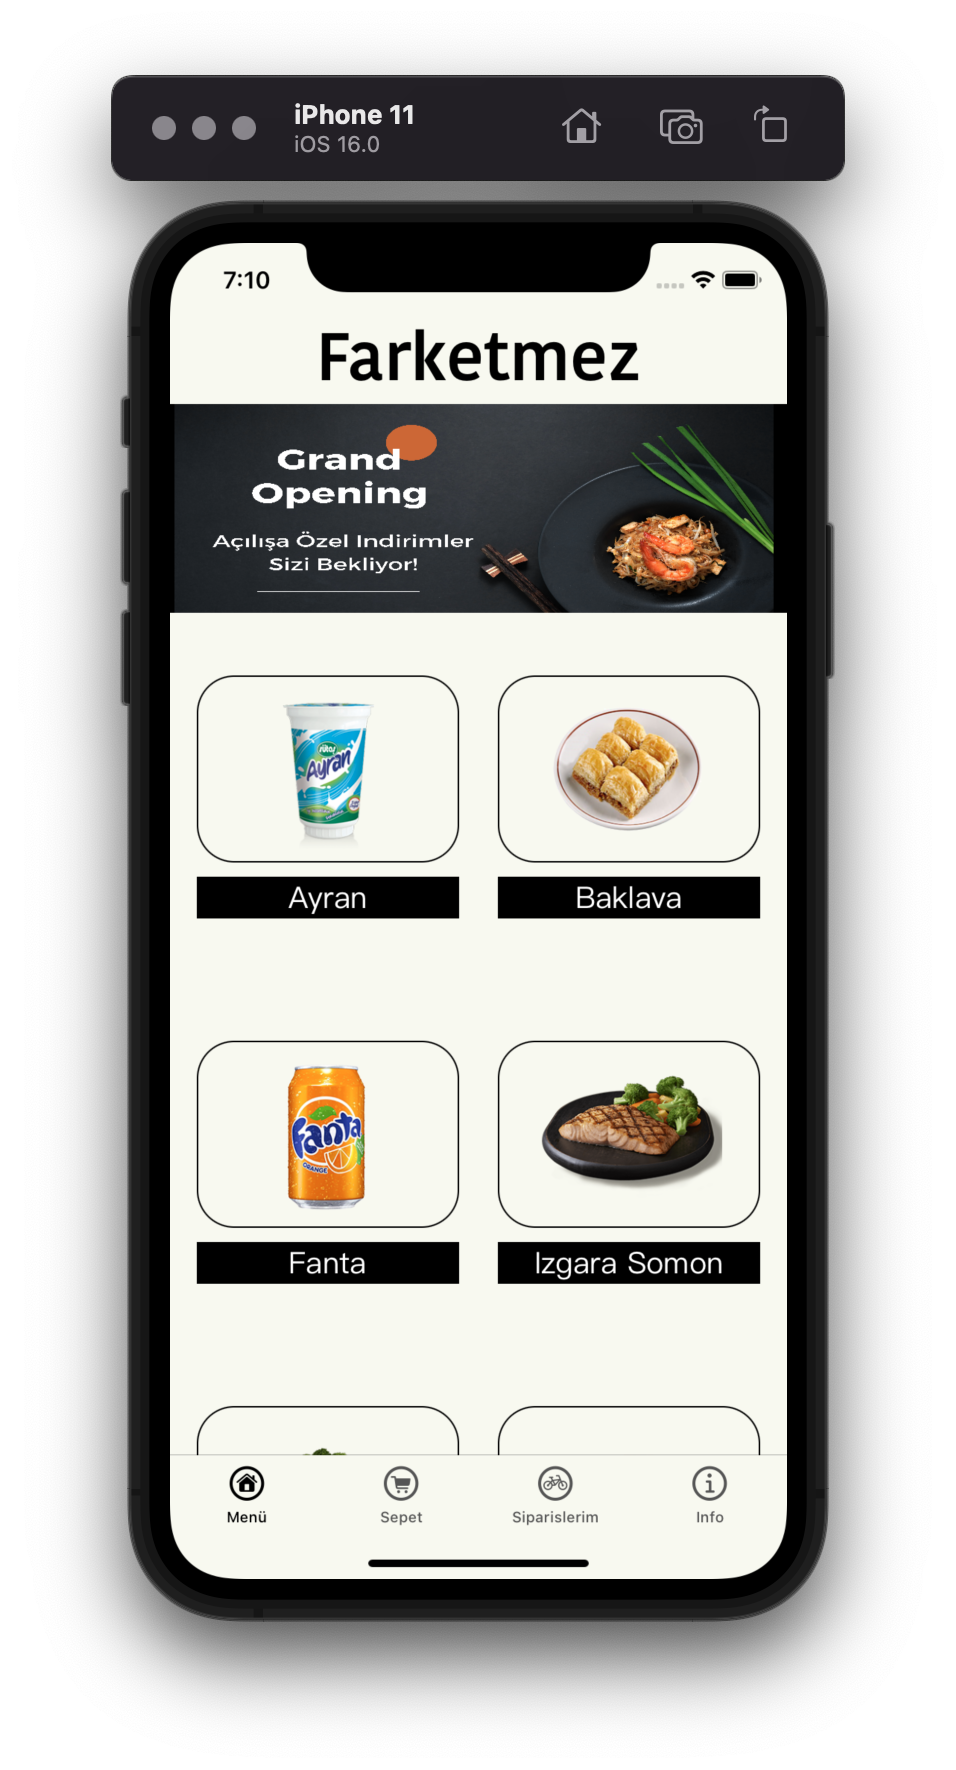 iPhone 11
iOS 16.0
7:10
Farketmez
Grand
Opening
Açılışa Özel Indirimler
Sizi Bekliyor!
sütaş
Ayran
Ayran
Baklava
Fanta
ORANGE
Fanta
Izgara Somon
Menü
Sepet
Siparislerim
Info